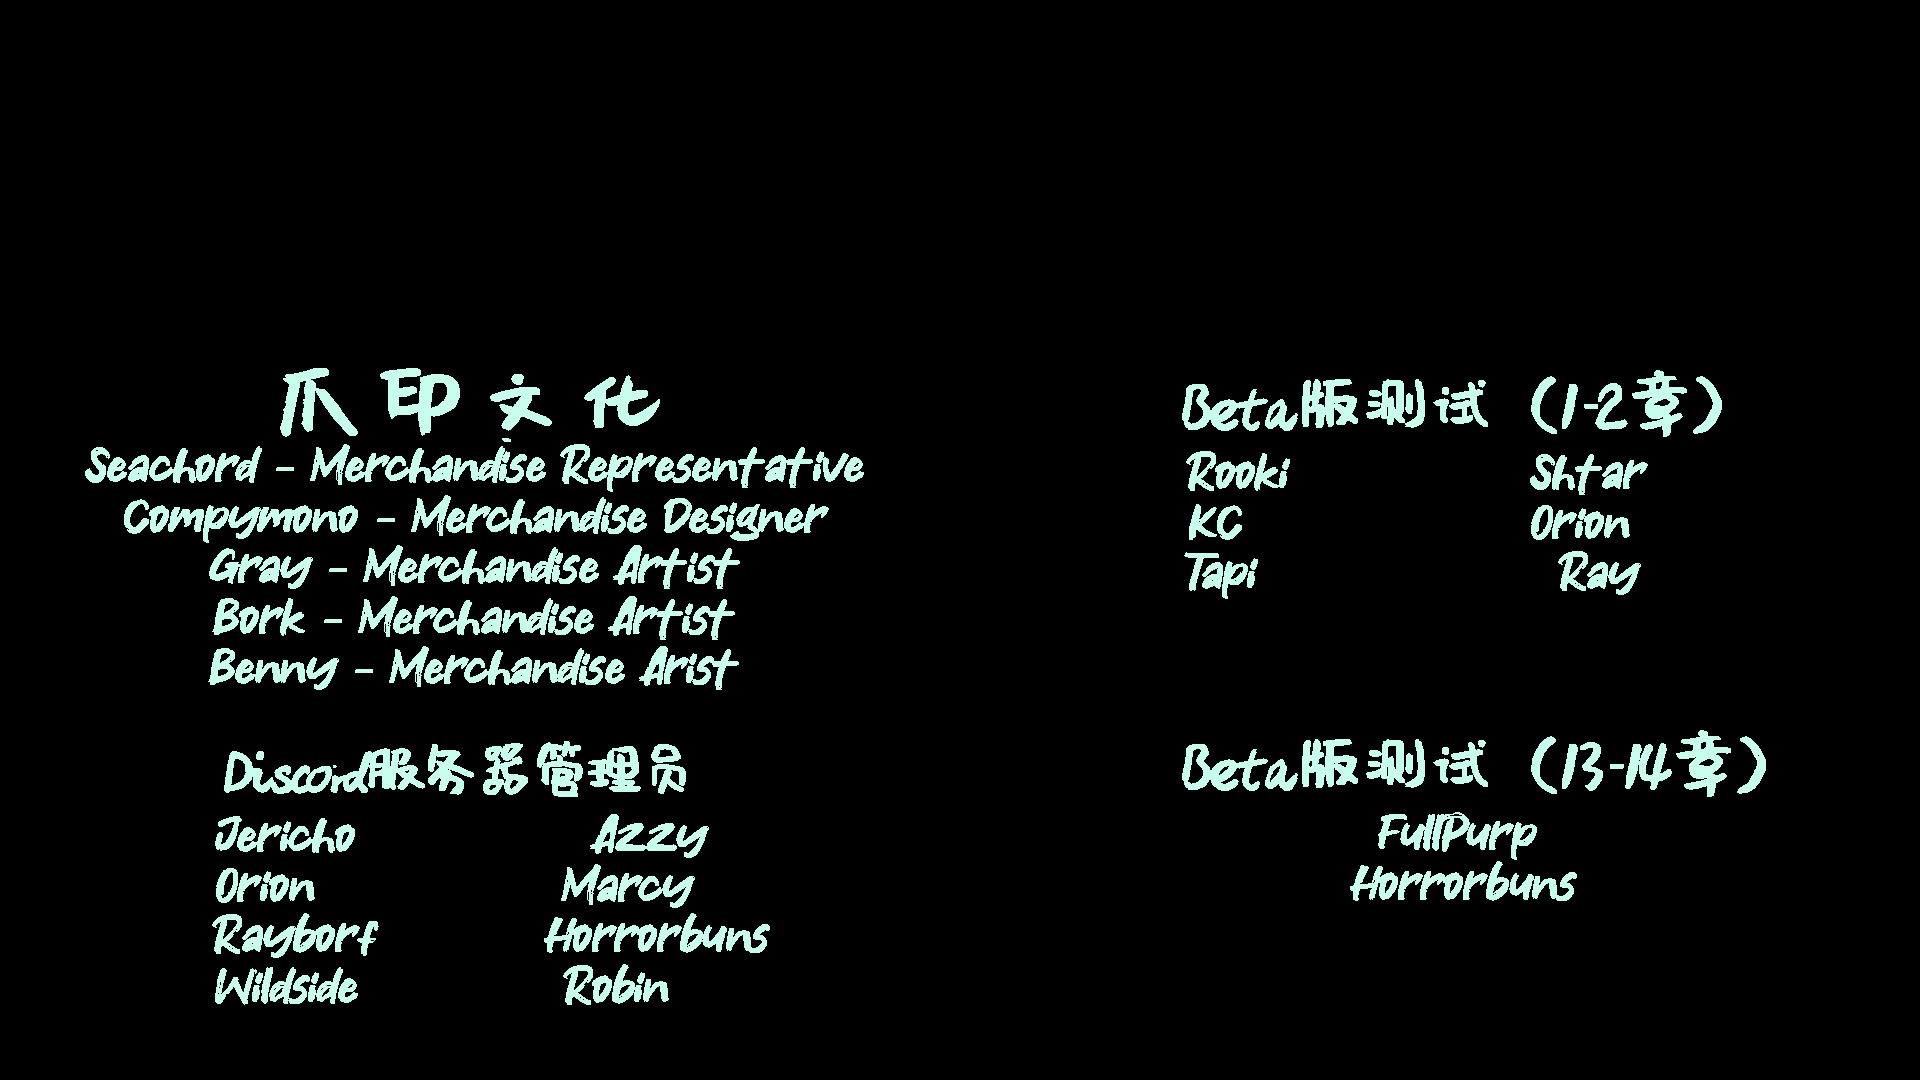 爪印文化
Seachord - Merchandise Representative
Compymono - Merchandise Designer
Gray - Merchandise Artist
Bork - Merchandise Artist
Benny - Merchandise Arist
Discord服务器管理员
Jericho Azzy
Orion Marcy
Rayborf Horrorbuns
Wildside Robin
Beta版测试（1-2章）
Rooki Shtar
KC Orion
Tapi Ray
Beta版测试（13-14章）
FullPurp
Horrorbuns